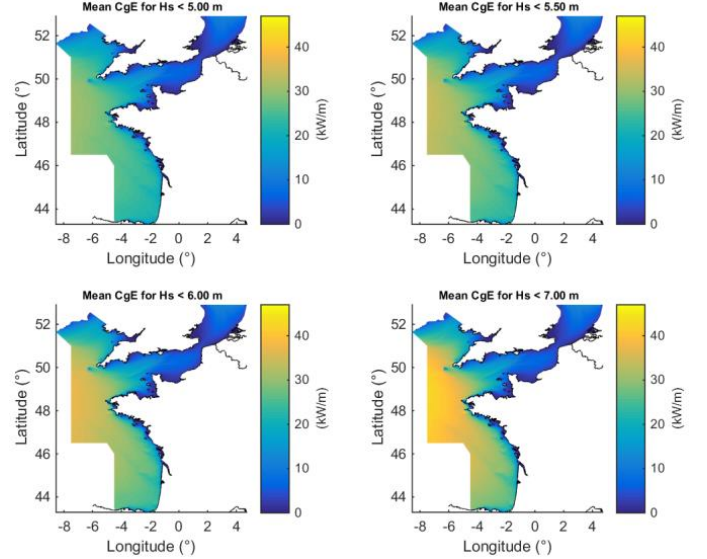 Mean CgE for Hs < 5.00 m
52
50
48
46
44
Latitude (°)
-8 -6 -4 -2 0 2 4
Longitude (°)
40
30
20
10
0
(kW/m)
Mean CgE for Hs < 5.50 m
52
50
48
46
44
Latitude (°)
-8 -6 -4 -2 0 2 4
Longitude (°)
40
30
20
10
0
(kW/m)
Mean CgE for Hs < 6.00 m
52
50
48
46
44
Latitude (°)
-8 -6 -4 -2 0 2 4
Longitude (°)
40
30
20
10
0
(kW/m)
Mean CgE for Hs < 7.00 m
52
50
48
46
44
Latitude (°)
-8 -6 -4 -2 0 2 4
Longitude (°)
40
30
20
10
0
(kW/m)